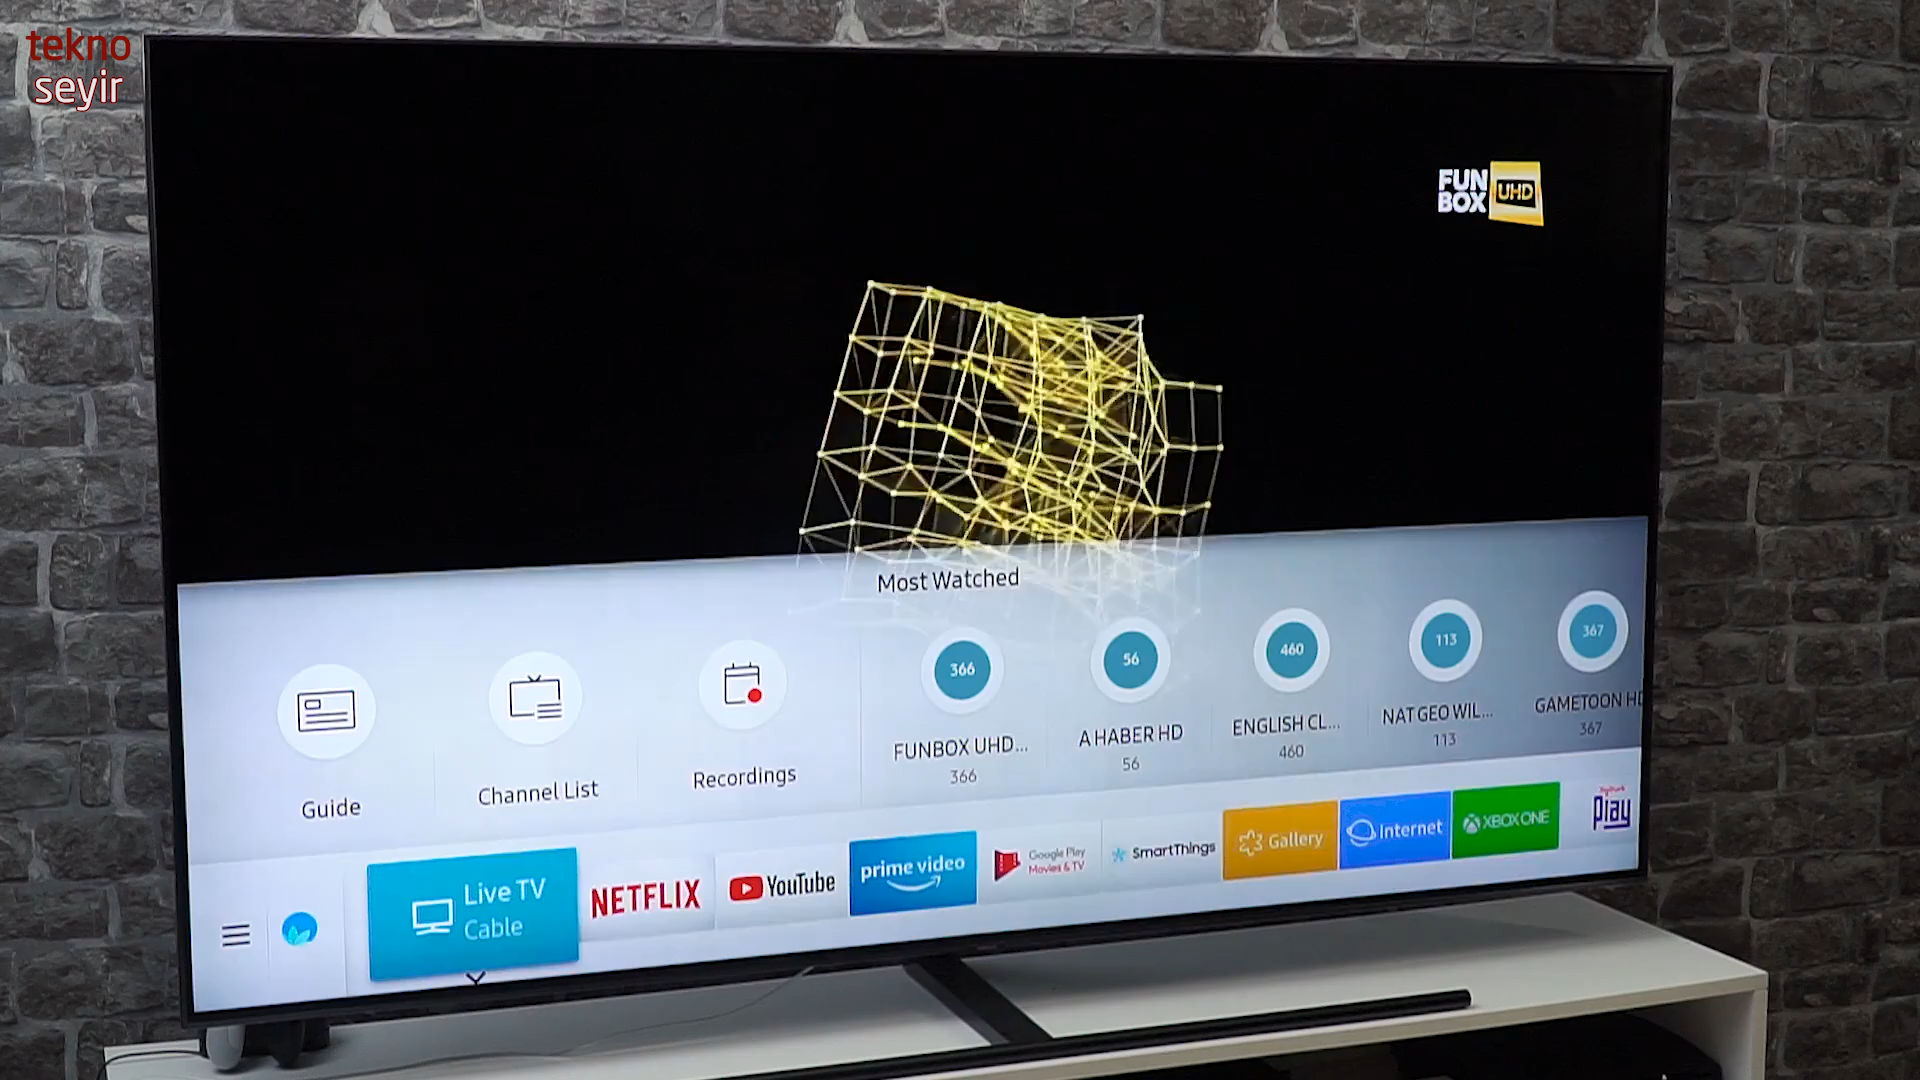 tekno
seyir
FUN
BOX
UHD
Most Watched
366
56
460
113
367
Guide
Channel List
Recordings
FUNBOX UHD...
366
A HABER HD
56
ENGLISH CL...
460
NAT GEO WIL...
113
GAMETOON HD
367
Live TV
Cable
NETFLIX
YouTube
prime video
Google Play
Movies & TV
SmartThings
Gallery
Internet
XBOX ONE
Play